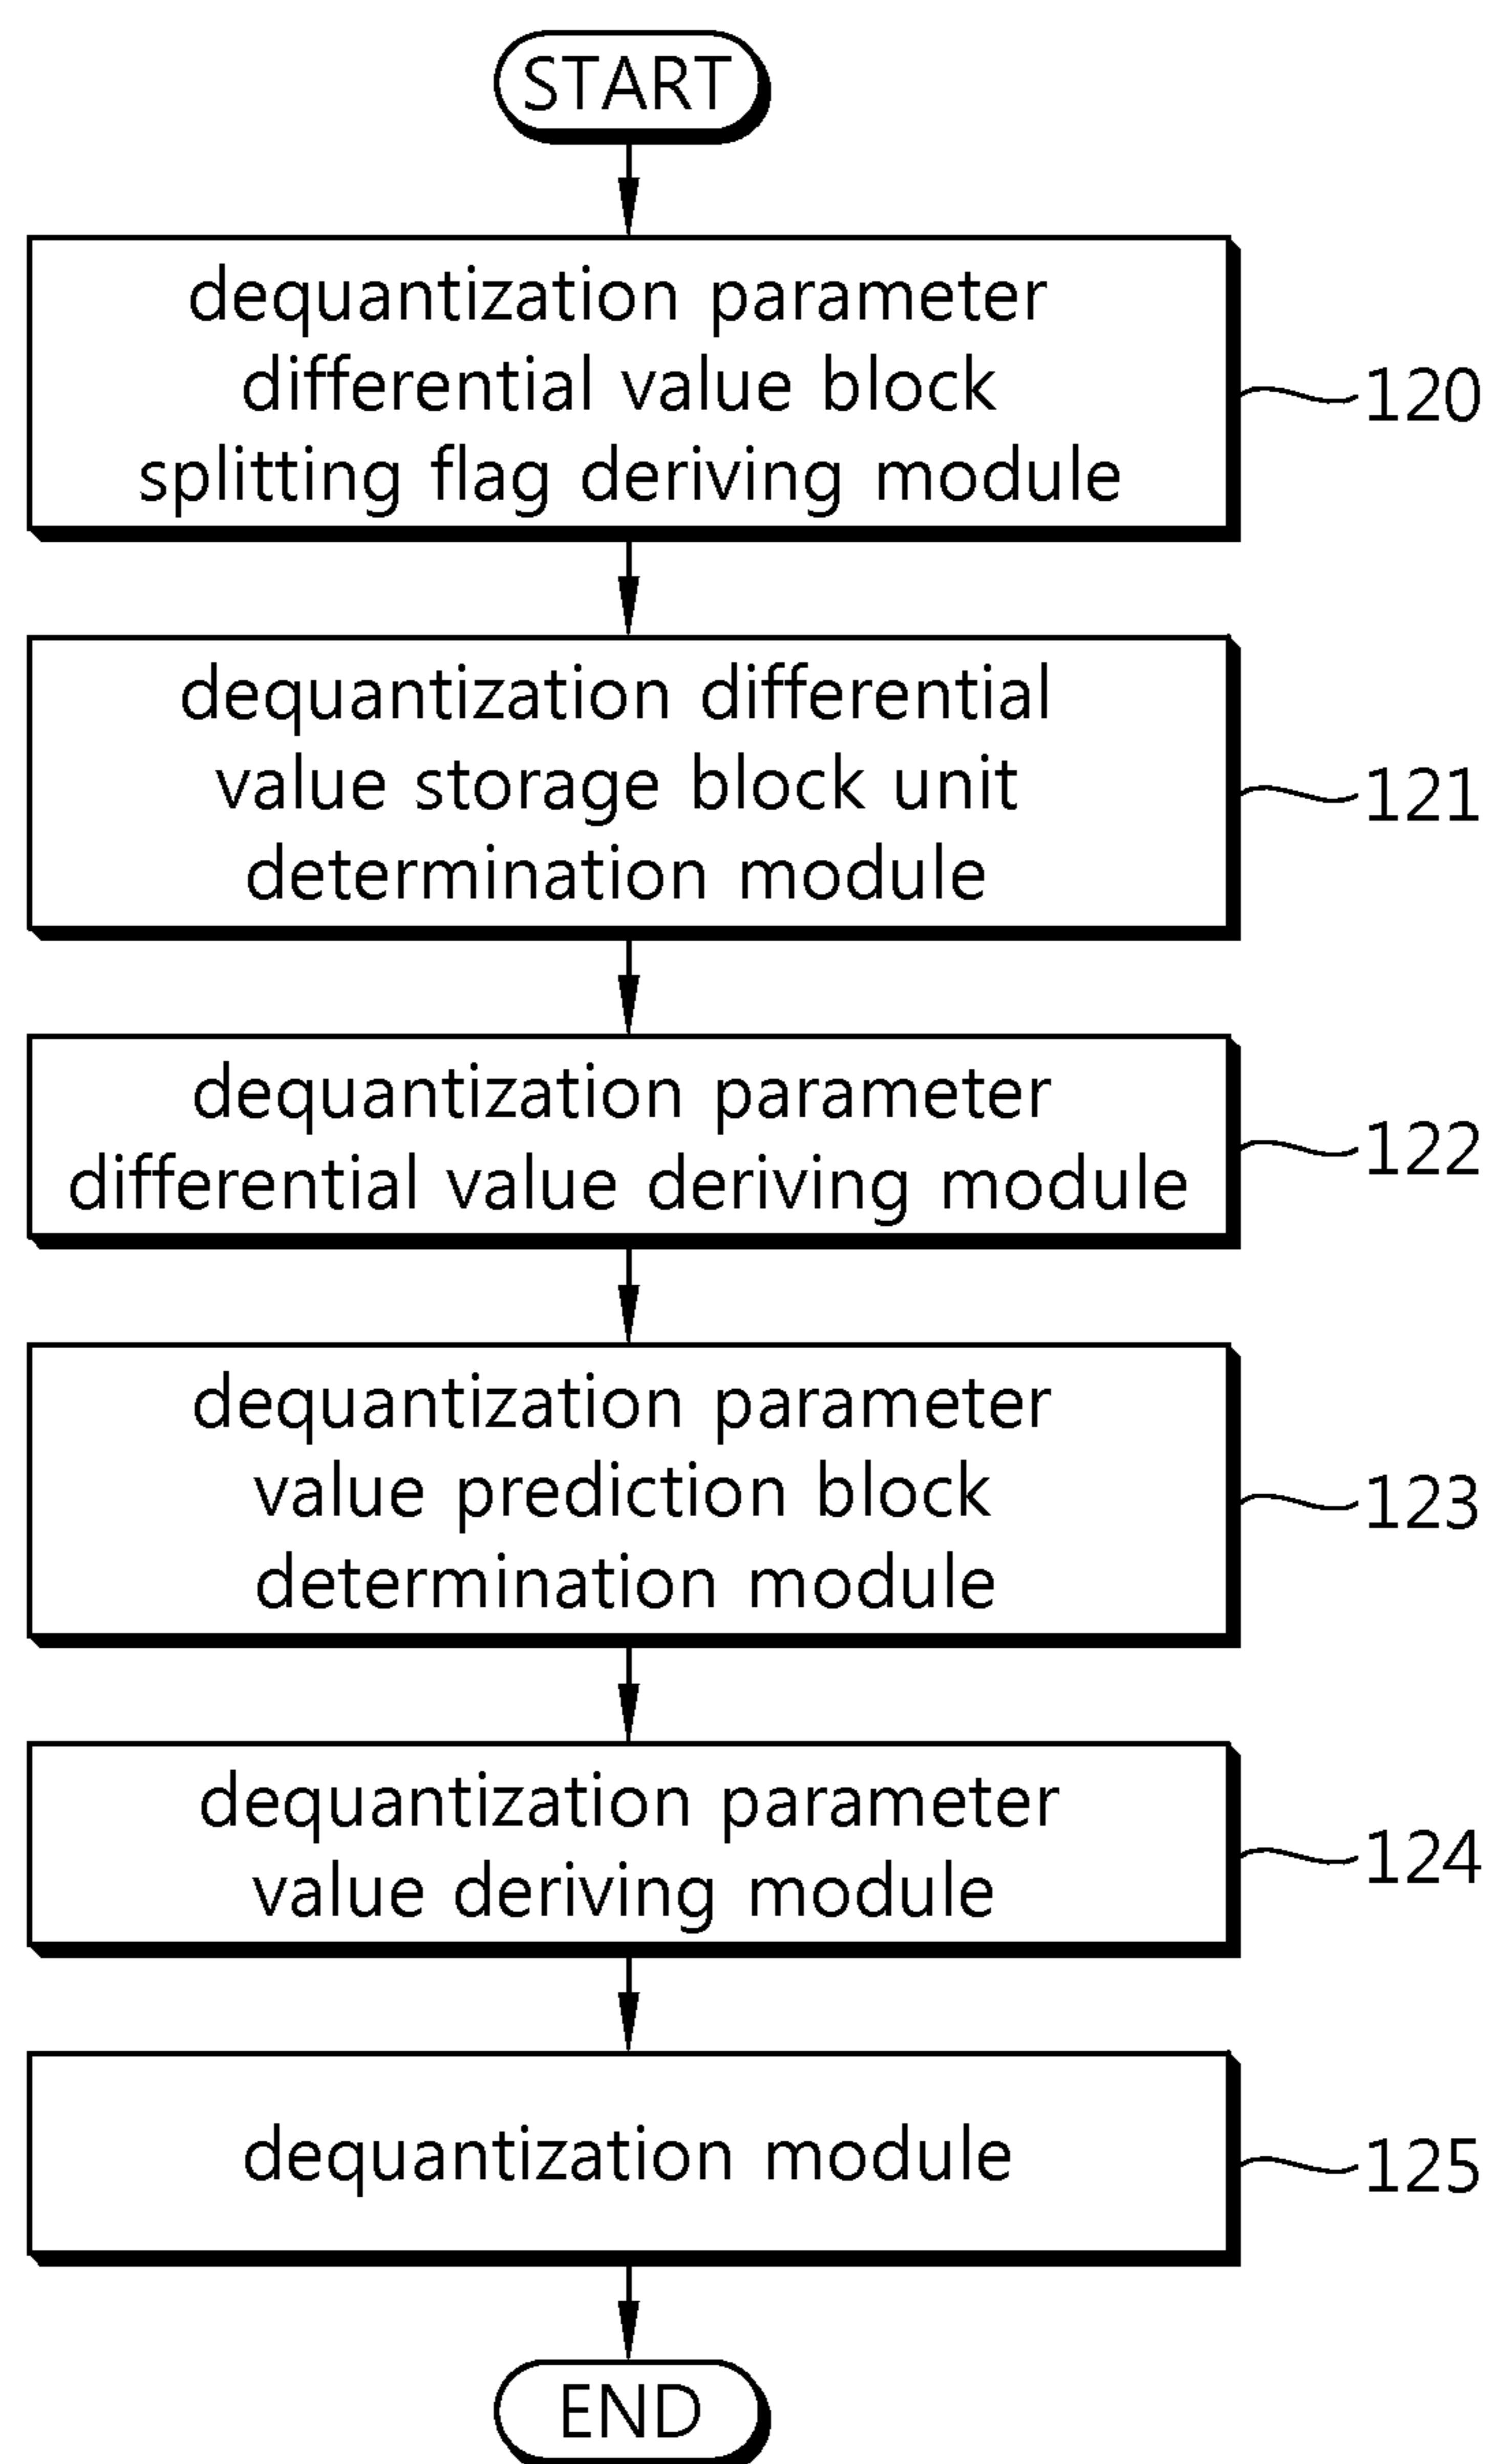 START
dequantization parameter
differential value block
splitting flag deriving module
120
dequantization differential
value storage block unit
determination module
121
dequantization parameter
differential value deriving module
122
dequantization parameter
value prediction block
determination module
123
dequantization parameter
value deriving module
124
dequantization module
125
END